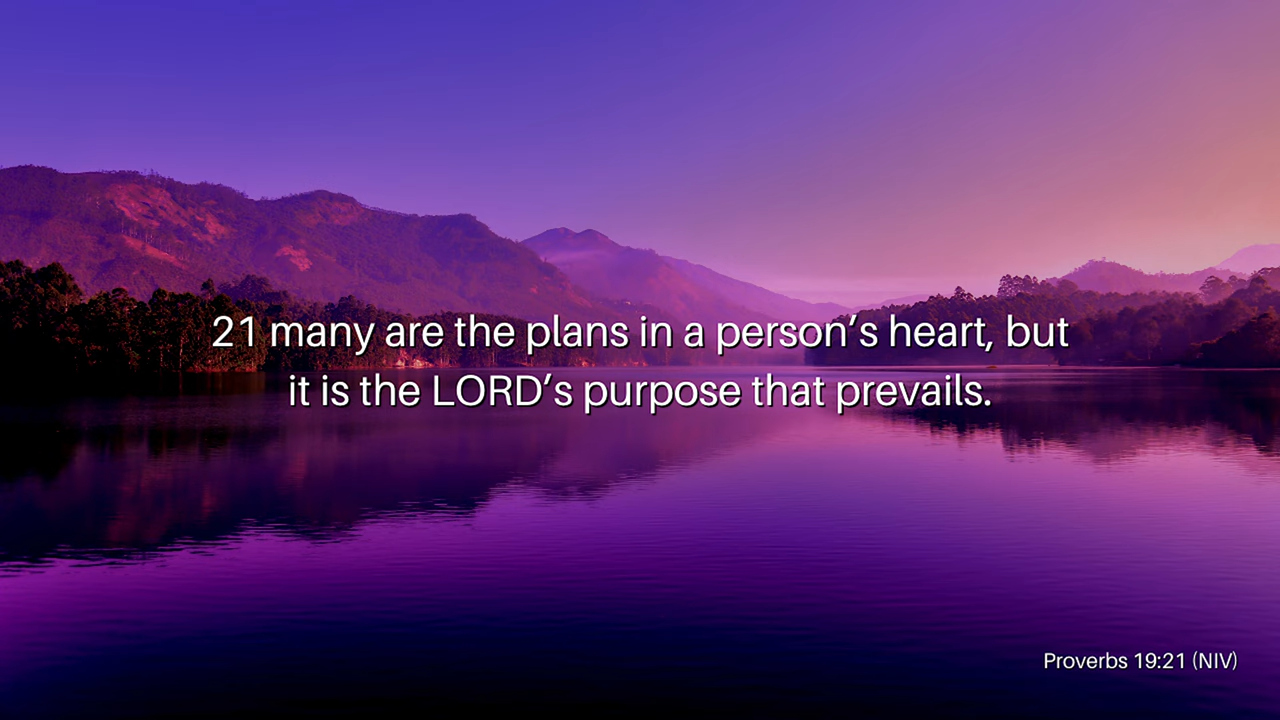 21 many are the plans in a person’s heart, but
it is the LORD’s purpose that prevails.
Proverbs 19:21 (NIV)